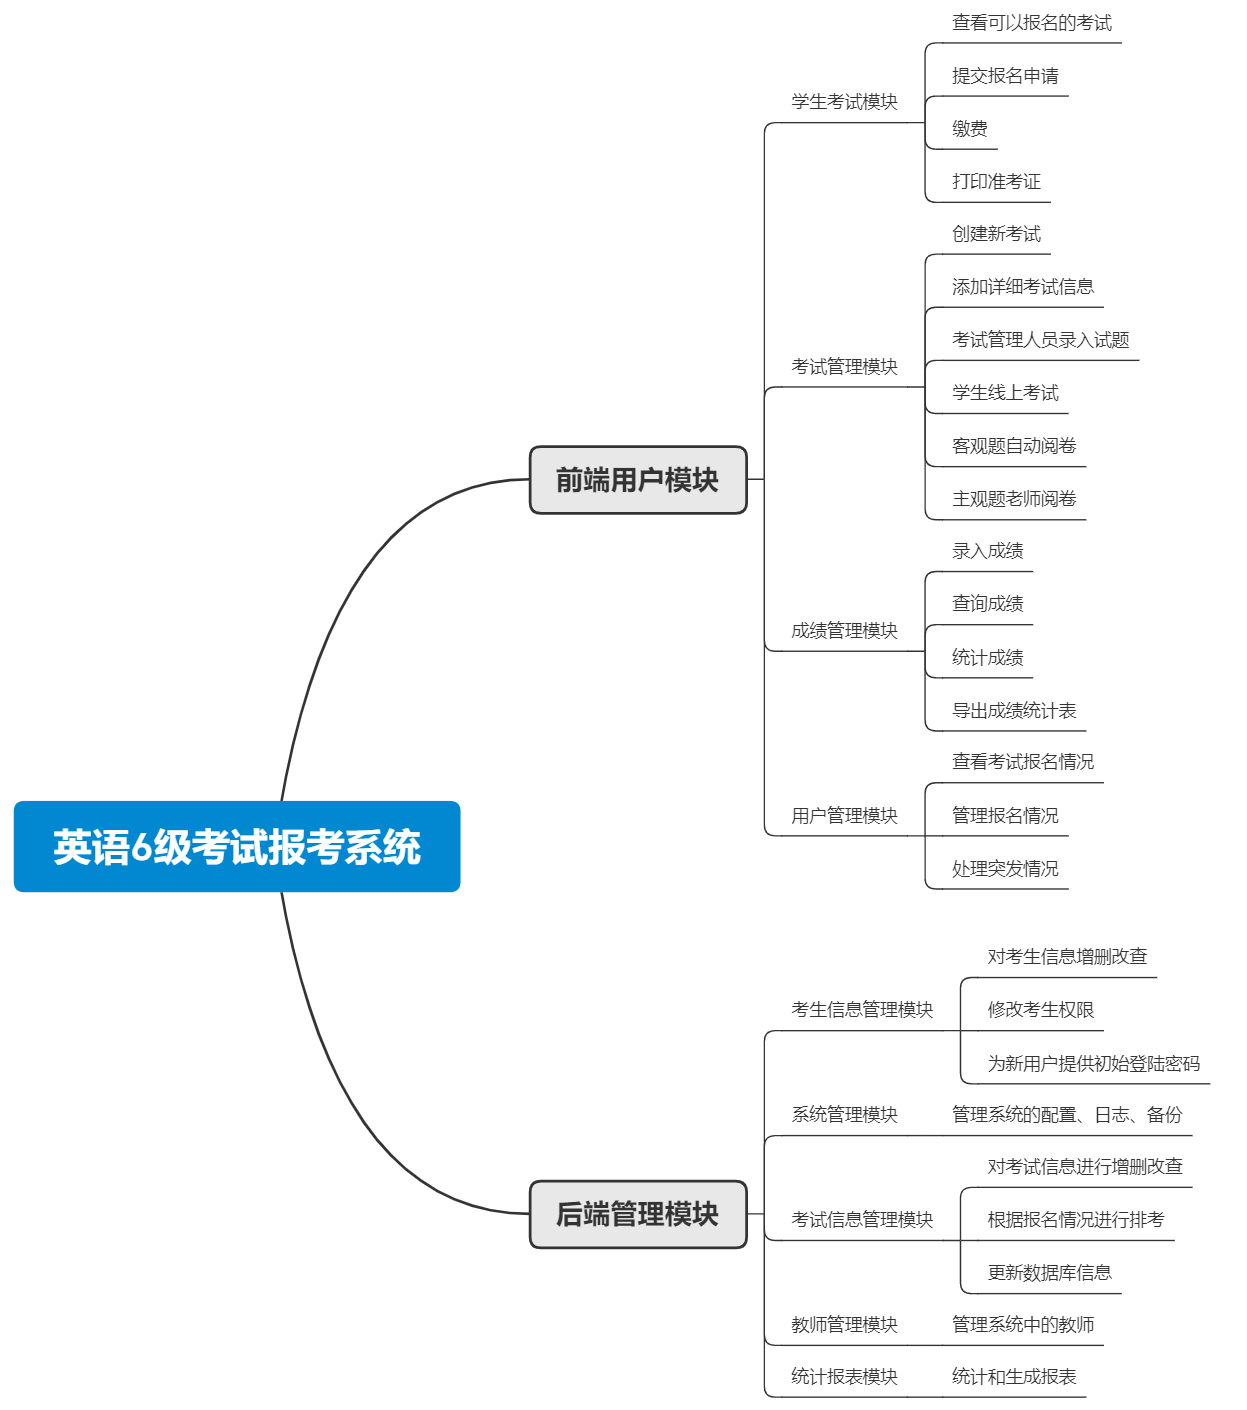 英语6级考试报考系统
前端用户模块
学生考试模块
查看可以报名的考试
提交报名申请
缴费
打印准考证
考试管理模块
创建新考试
添加详细考试信息
考试管理人员录入试题
学生线上考试
客观题自动阅卷
主观题老师阅卷
成绩管理模块
录入成绩
查询成绩
统计成绩
导出成绩统计表
用户管理模块
查看考试报名情况
管理报名情况
处理突发情况
后端管理模块
考生信息管理模块
对考生信息增删改查
修改考生权限
为新用户提供初始登陆密码
系统管理模块
管理系统的配置、日志、备份
考试信息管理模块
对考试信息进行增删改查
根据报名情况进行排考
更新数据库信息
教师管理模块
管理系统中的教师
统计报表模块
统计和生成报表